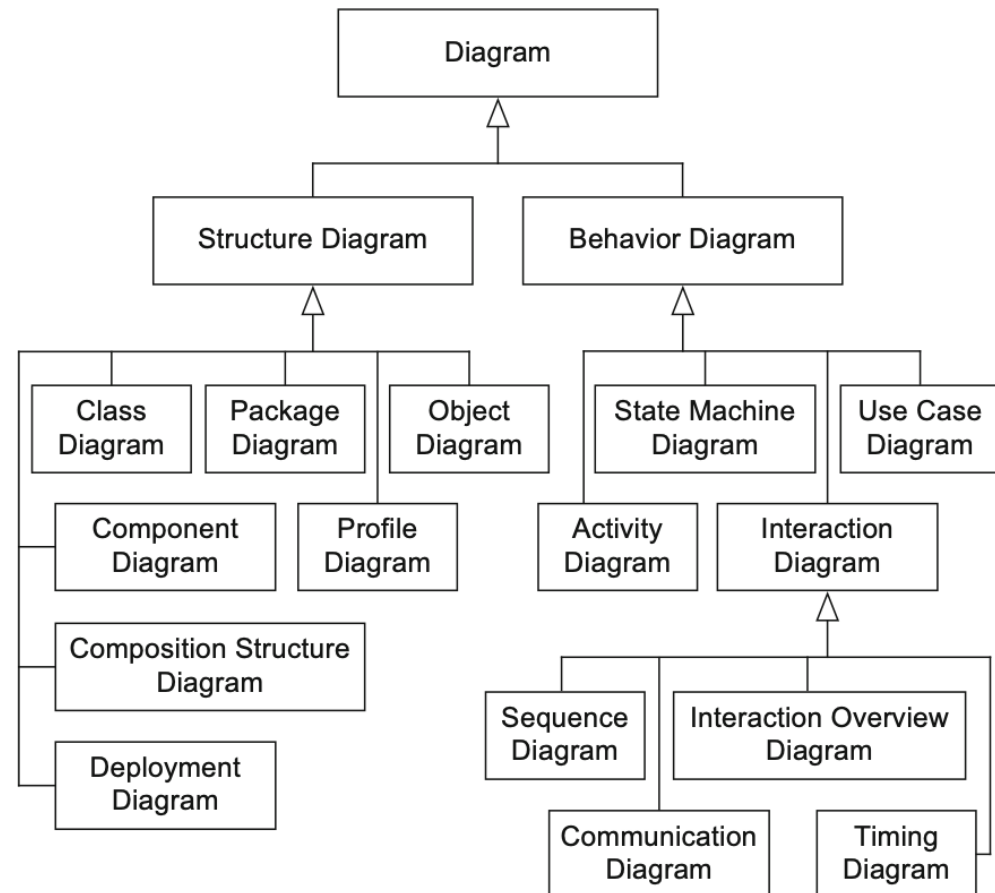 Diagram
Structure Diagram
Behavior Diagram
Class
Diagram
Package
Diagram
Object
Diagram
State Machine
Diagram
Use Case
Diagram
Component
Diagram
Profile
Diagram
Activity
Diagram
Interaction
Diagram
Composition Structure
Diagram
Sequence
Diagram
Interaction Overview
Diagram
Deployment
Diagram
Communication
Diagram
Timing
Diagram